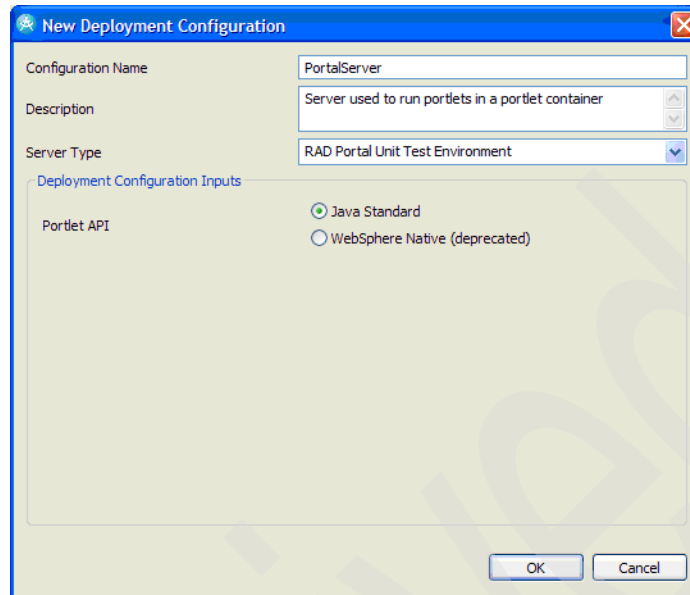 New Deployment Configuration
Configuration Name PortalServer
Description Server used to run portlets in a portlet container
Server Type RAD Portal Unit Test Environment
Deployment Configuration Inputs
Portlet API
Java Standard
WebSphere Native (deprecated)
OK Cancel